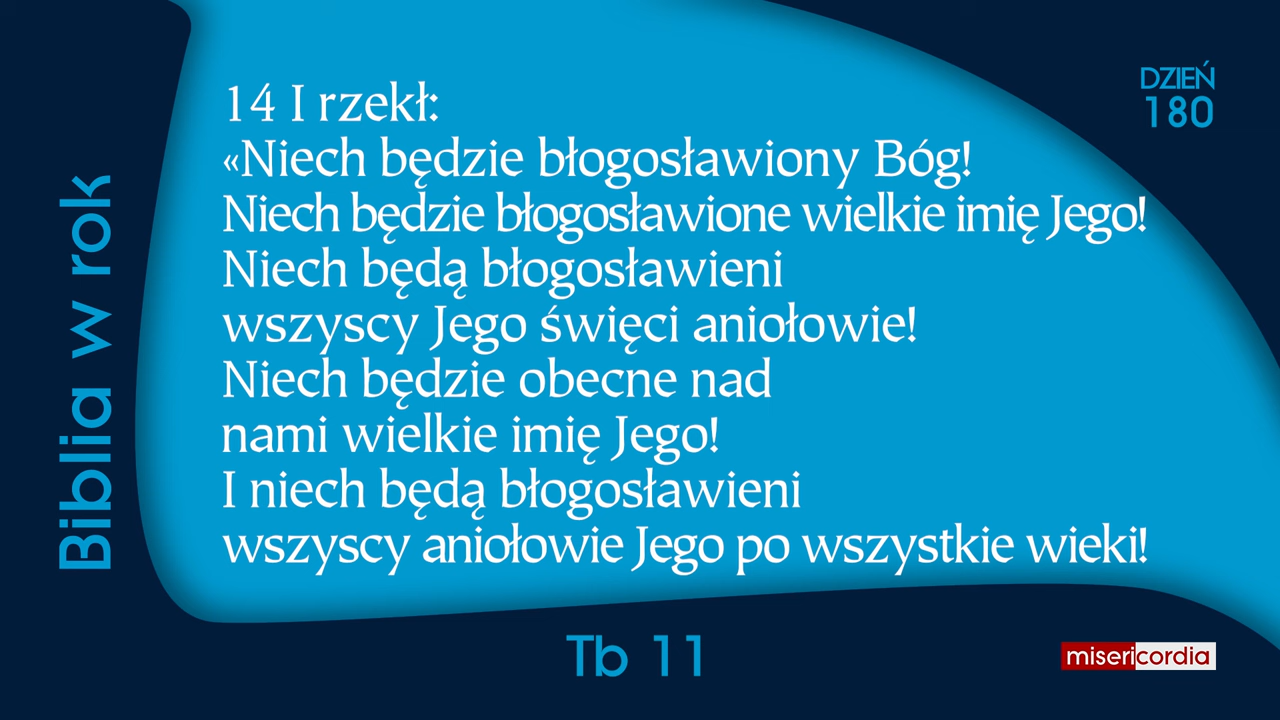 DZIEŃ
180
14 I rzekł:
«Niech będzie błogosławiony Bóg!
Niech będzie błogosławione wielkie imię Jego!
Niech będą błogosławieni
wszyscy Jego święci aniołowie!
Niech będzie obecne nad
nami wielkie imię Jego!
I niech będą błogosławieni
wszyscy aniołowie Jego po wszystkie wieki!
Biblia w rok
Tb 11
misericordia